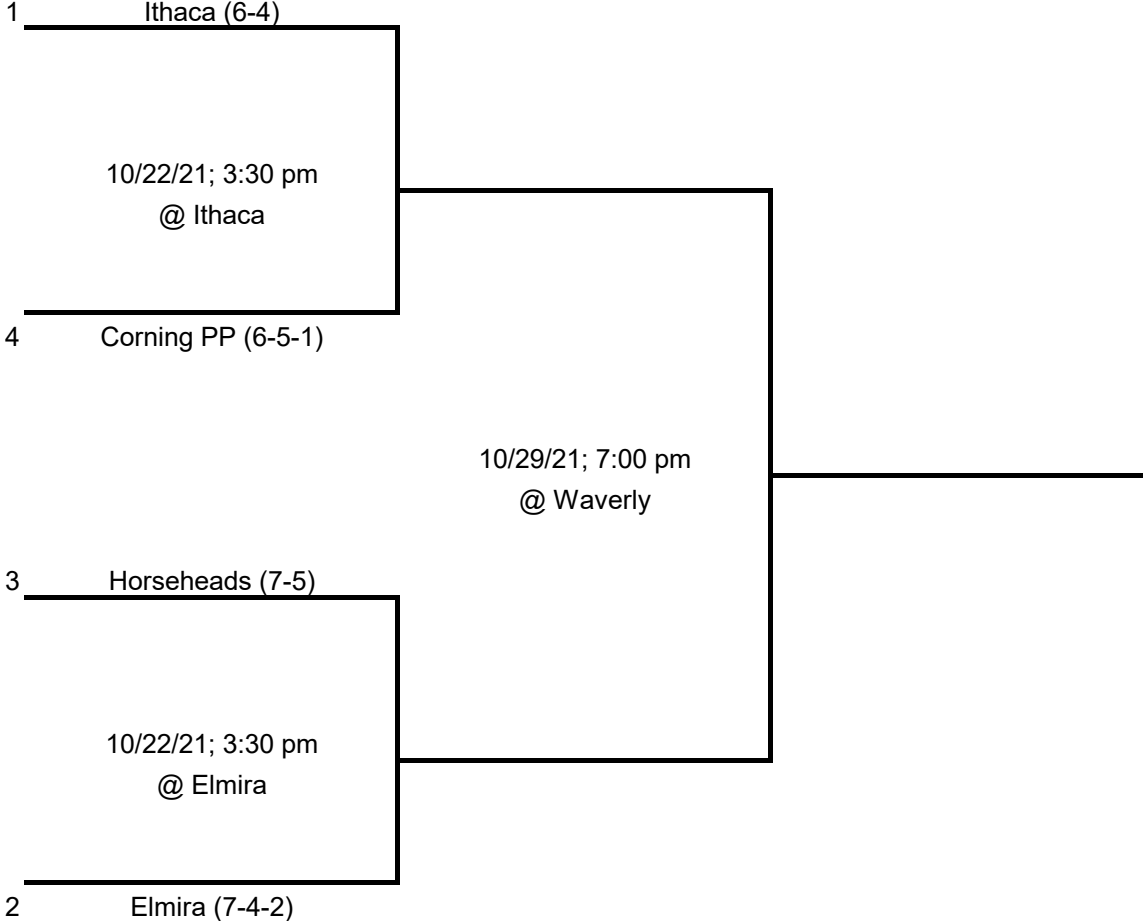 1 Ithaca (6-4)
10/22/21; 3:30 pm
@ Ithaca
4 Corning PP (6-5-1)
10/29/21; 7:00 pm
@ Waverly
3 Horseheads (7-5)
10/22/21; 3:30 pm
@ Elmira
2 Elmira (7-4-2)